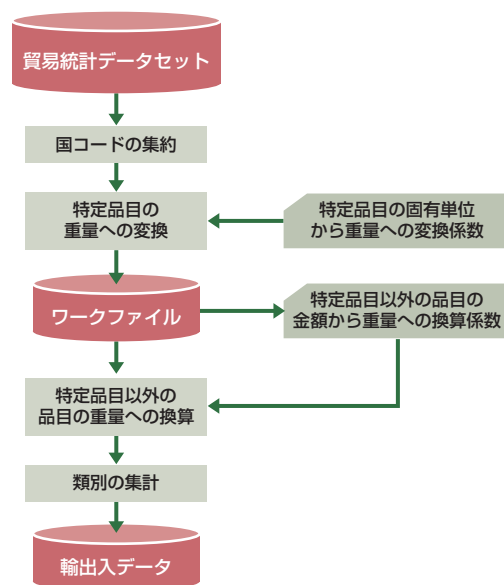 貿易統計データセット
国コードの集約
特定品目の
重量への変換
特定品目の固有単位
から重量への変換係数
ワークファイル
特定品目以外の品目の
金額から重量への換算係数
特定品目以外の
品目の重量への換算
類別の集計
輸出入データ